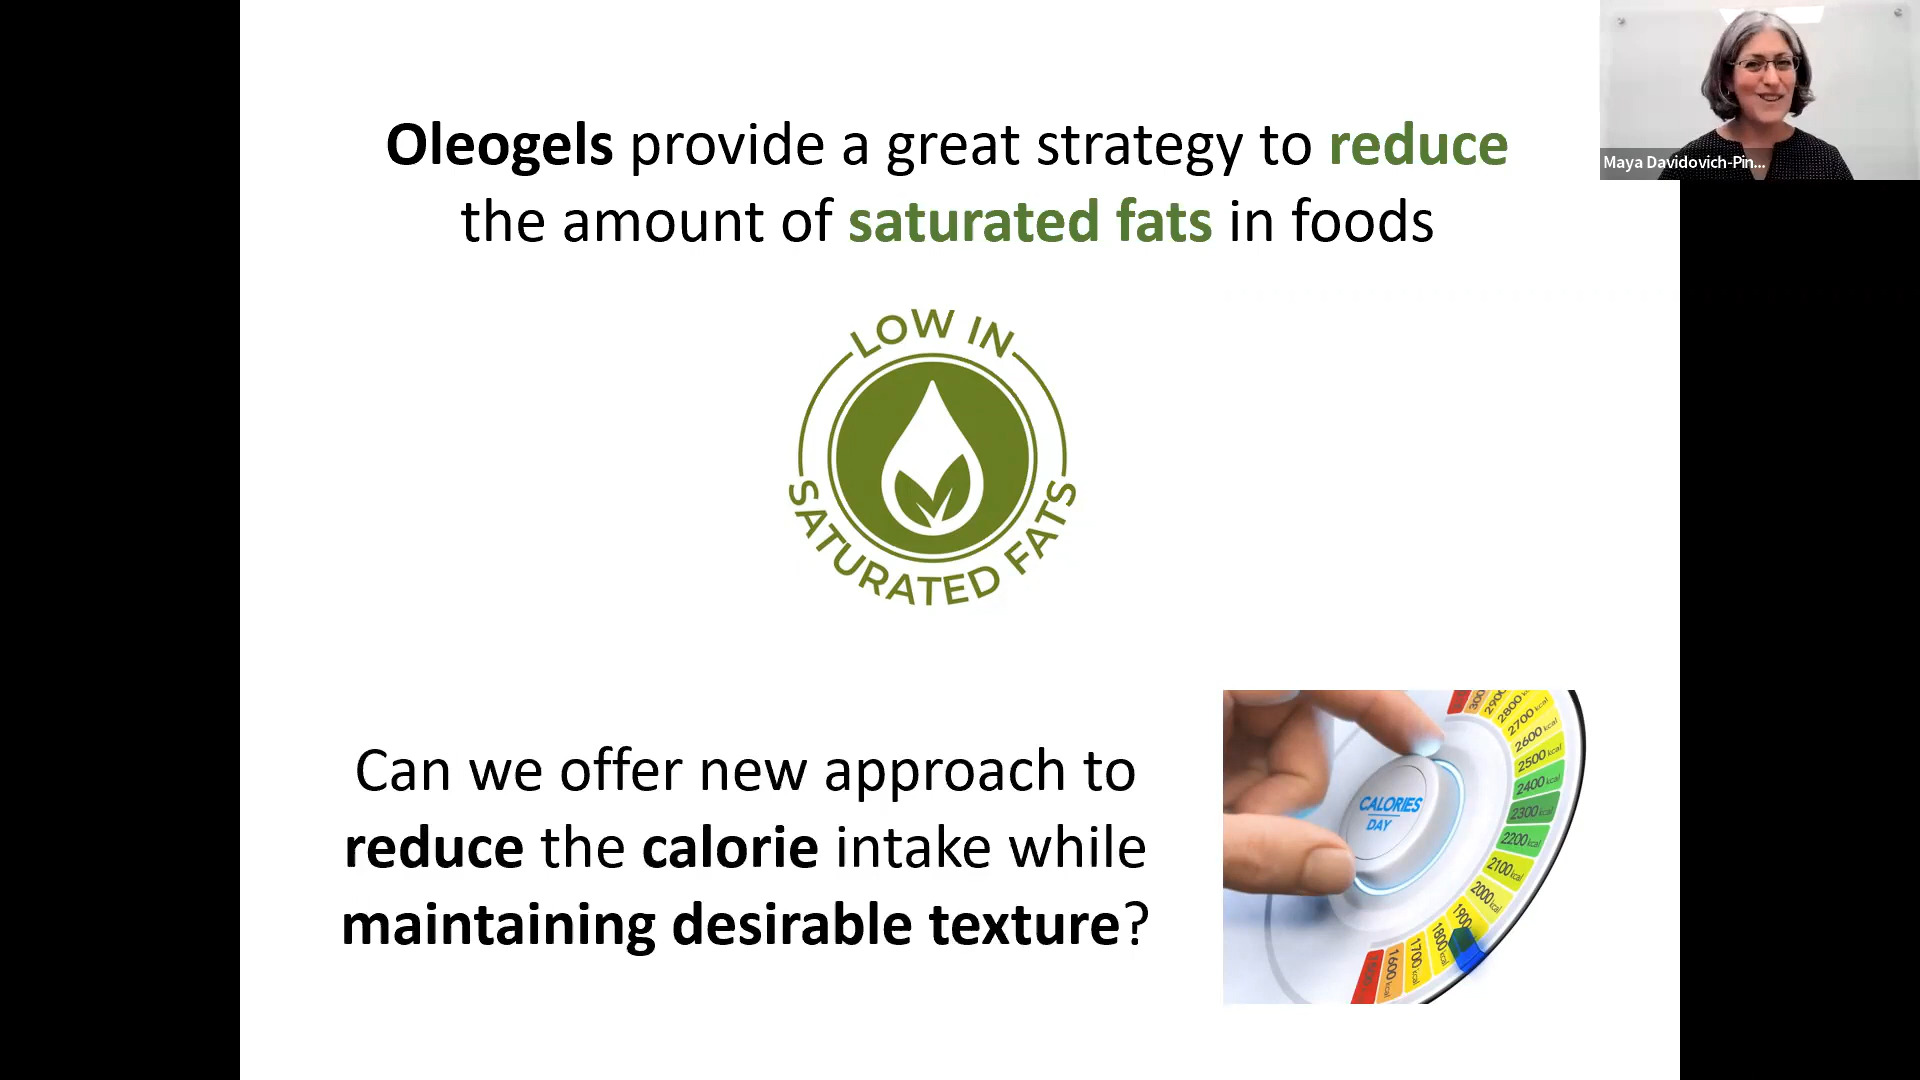 Oleogels provide a great strategy to reduce
the amount of saturated fats in foods
Maya Davidovich-Pin...
LOW IN
SATURATED FATS
Can we offer new approach to
reduce the calorie intake while
maintaining desirable texture?
CALORIES
DAY
2900
2800 kcal
2700 kcal
2600 kcal
2500 kcal
2400 kcal
2300 kcal
2200 kcal
2100 kcal
2000 kcal
1900
1800 kcal
1700 kcal
1600 kcal